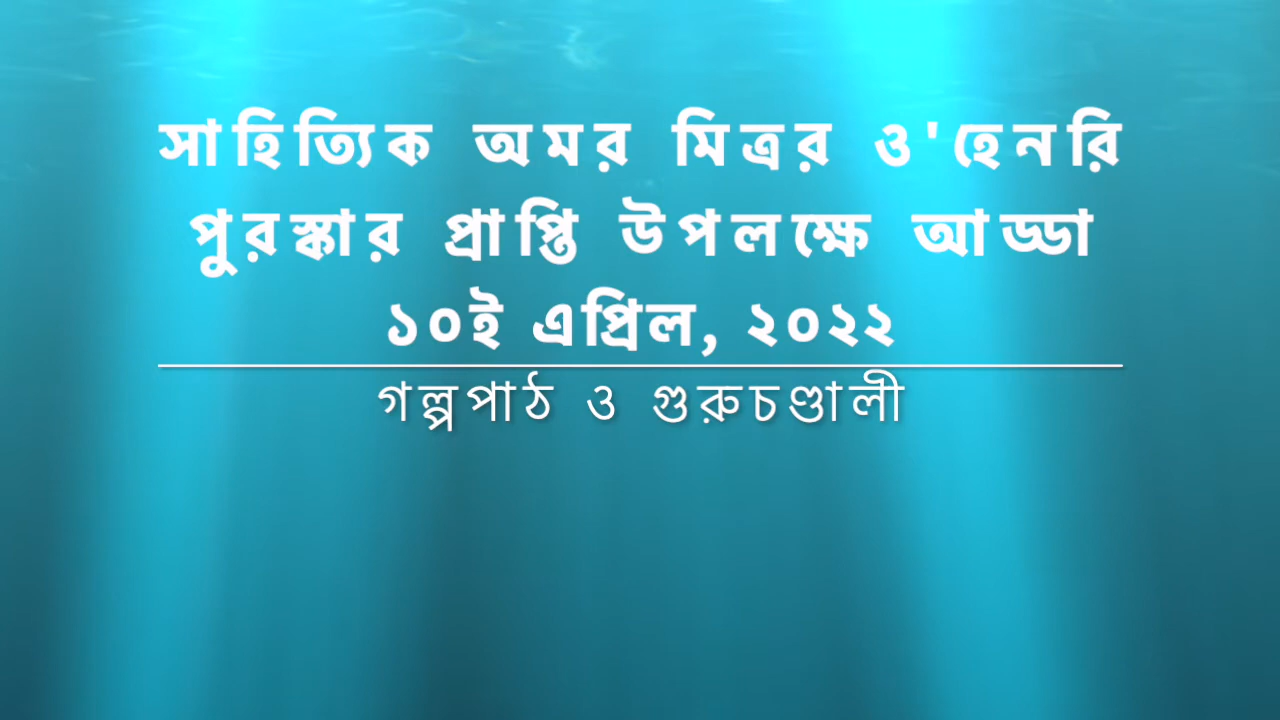 সাহিত্যিক অমর মিত্রর ও'হেনরি
পুরস্কার প্রাপ্তি উপলক্ষে আড্ডা
১০ই এপ্রিল, ২০২২
গল্পপাঠ ও গুরুচণ্ডালী